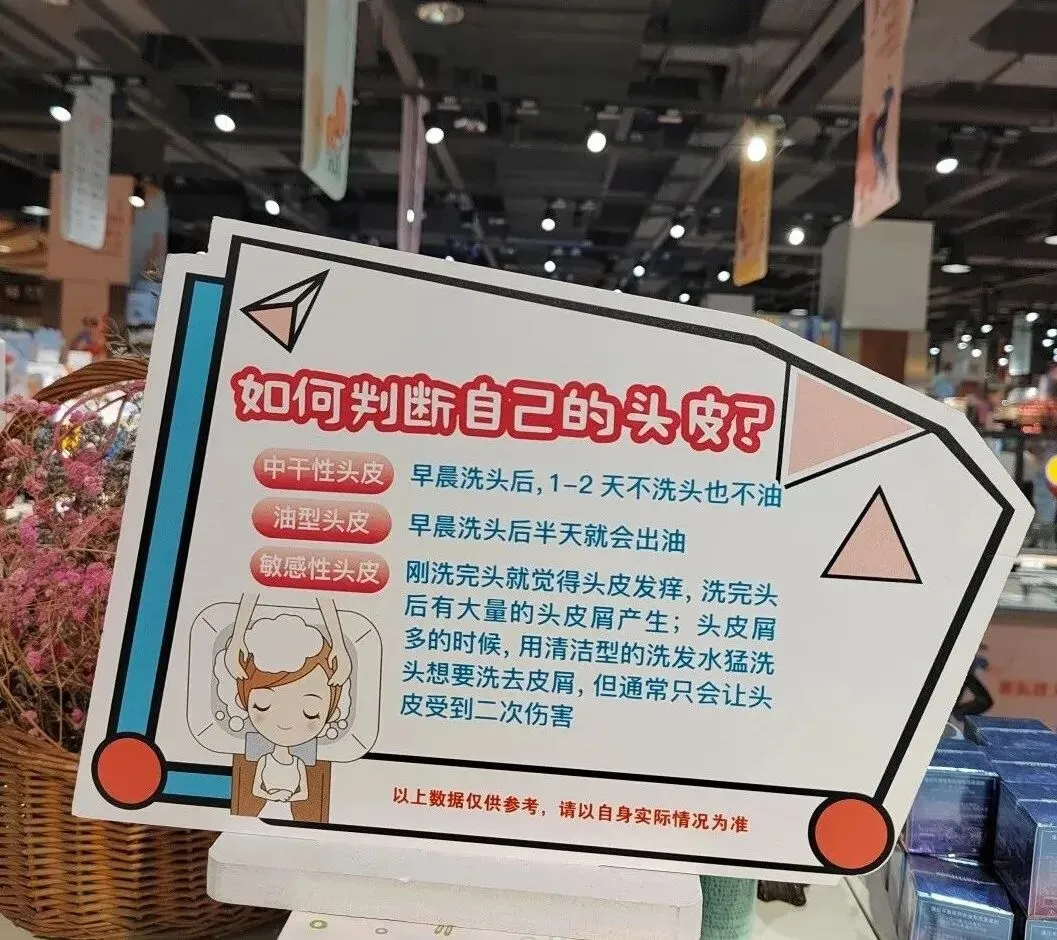 如何判断自己的头皮?
中干性头皮
早晨洗头后,1-2 天不洗头也不油
油型头皮
早晨洗头后半天就会出油
敏感性头皮
刚洗完头就觉得头皮发痒,洗完头
后有大量的头皮屑产生;头皮屑
多的时候,用清洁型的洗发水猛洗
头想要洗去皮屑,但通常只会让头
皮受到二次伤害
以上数据仅供参考,请以自身实际情况为准